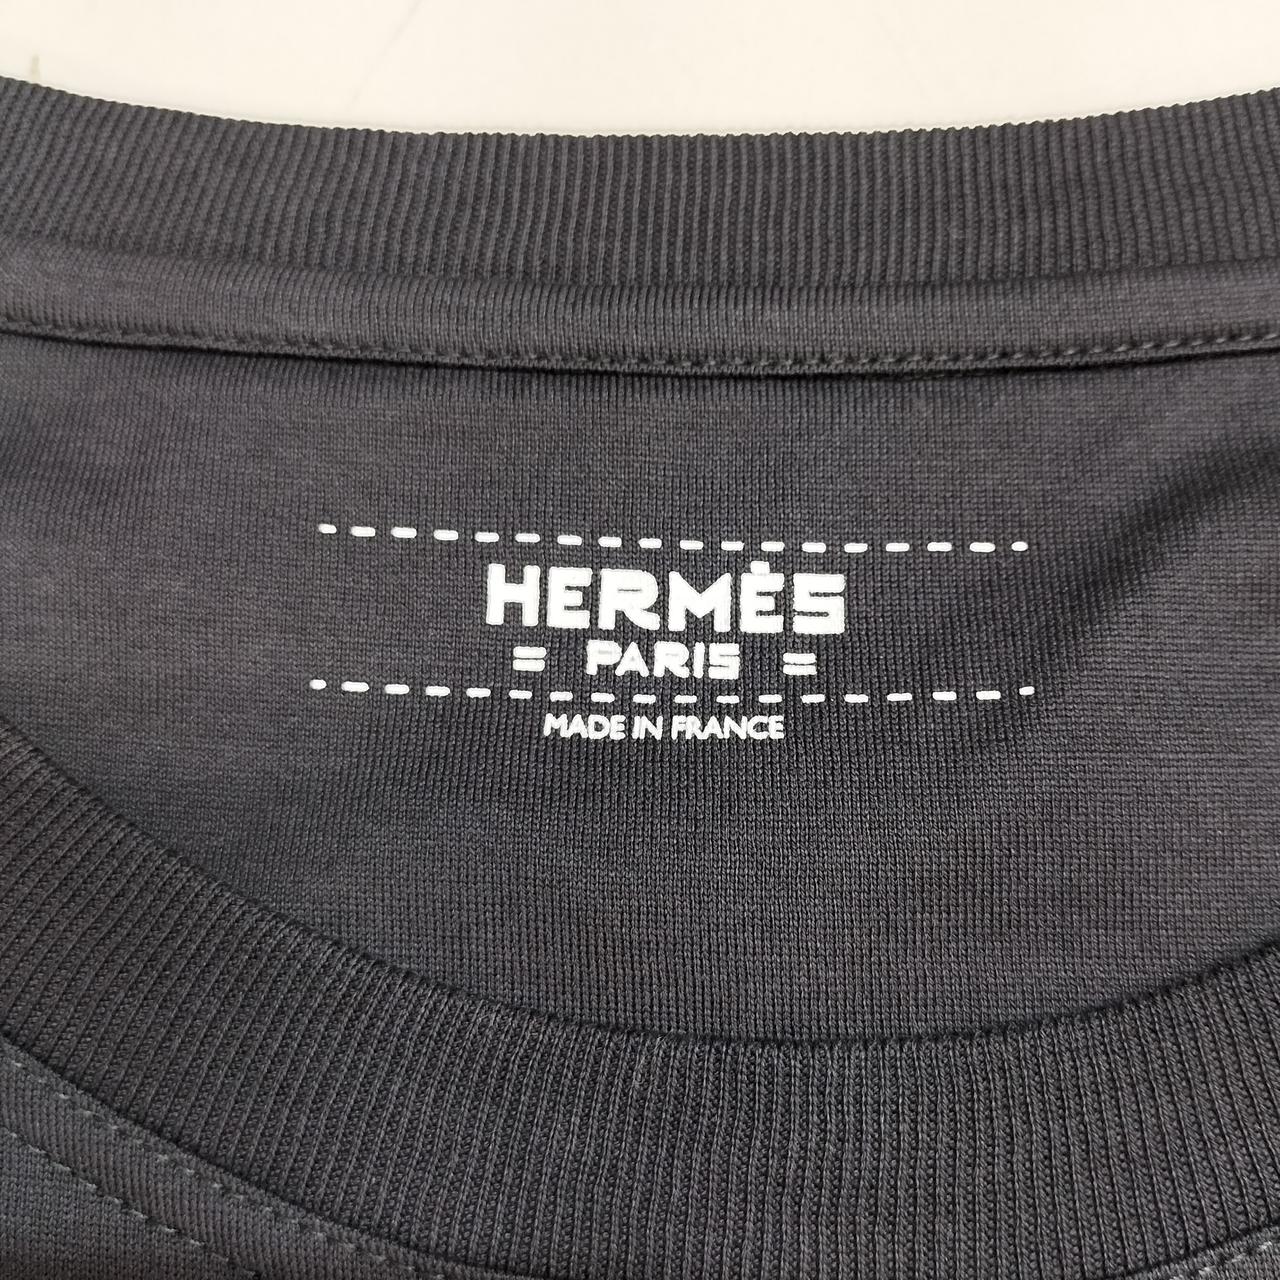 HERMÈS
= PARIS =
MADE IN FRANCE